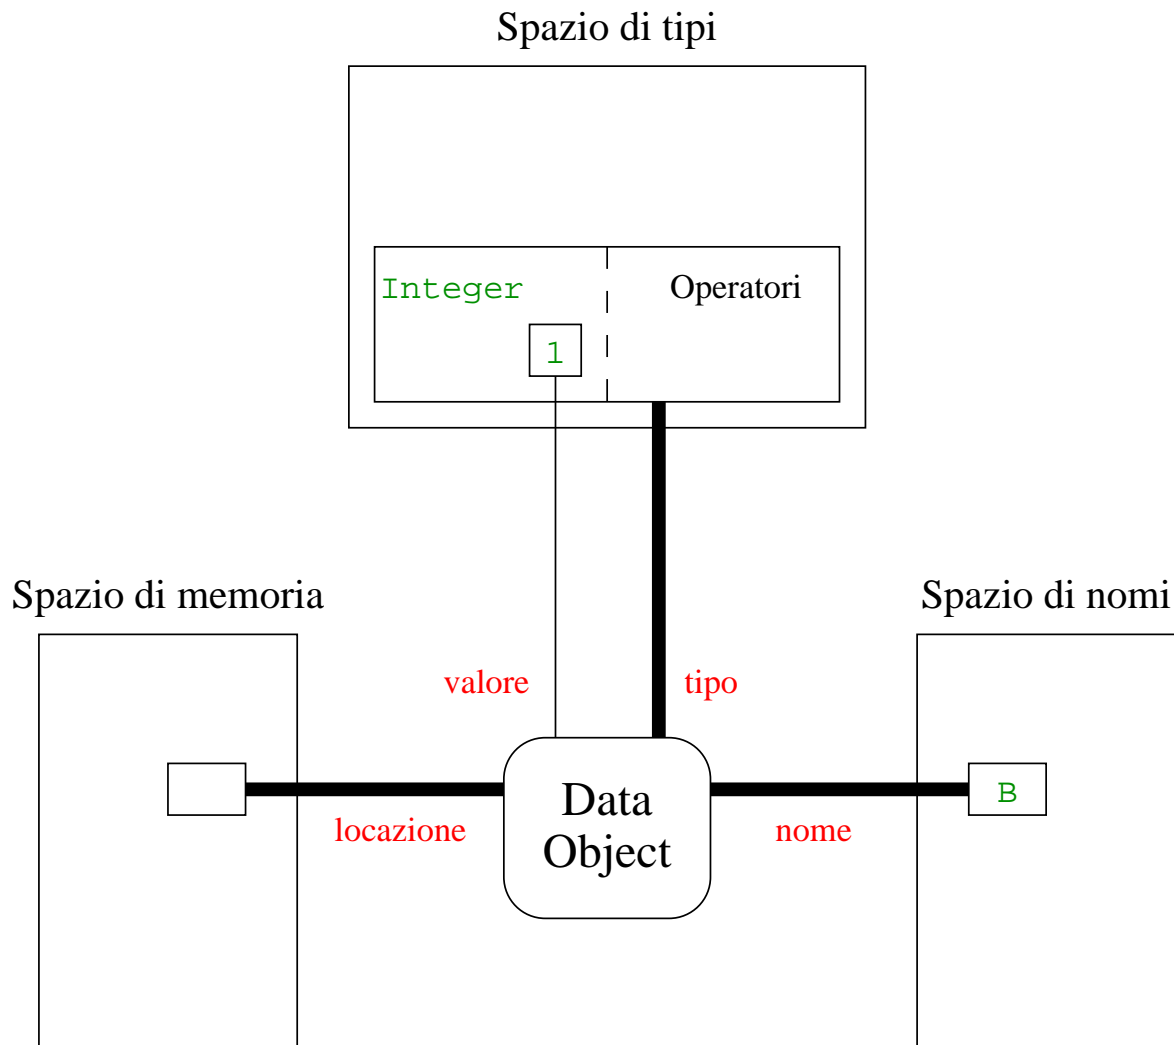 Spazio di tipi
Integer
Operatori
1
Spazio di memoria
Spazio di nomi
valore
tipo
Data
Object
B
locazione
nome